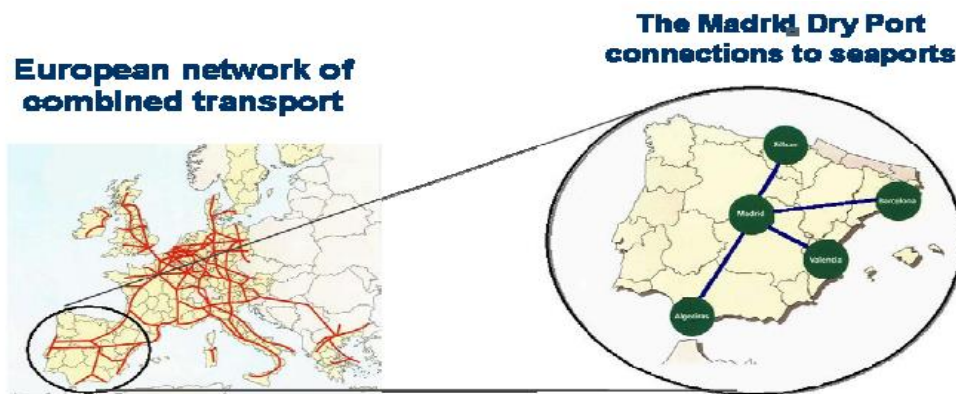 European network of
combined transport
The Madrid Dry Port
connections to seaports
Bilbao
Madrid
Barcelona
Valencia
Algeciras